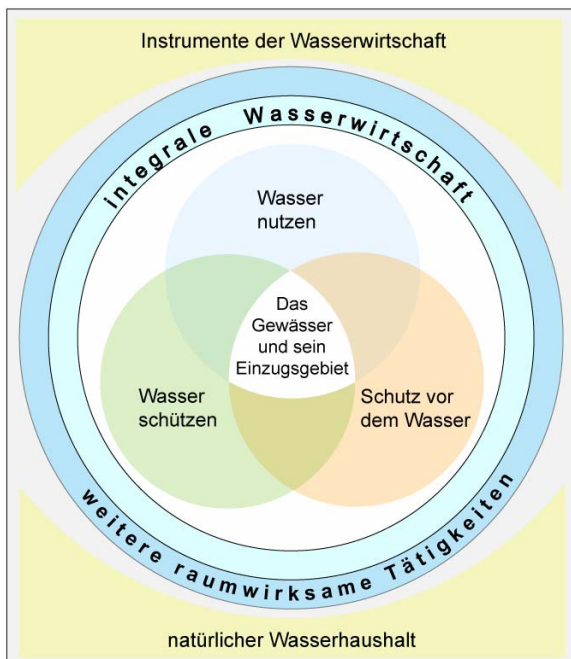 Instrumente der Wasserwirtschaft
integrale Wasserwirtschaft
Wasser
nutzen
Das
Gewässer
und sein
Einzugsgebiet
Wasser
schützen
Schutz vor
dem Wasser
weitere raumwirksame Tätigkeiten
natürlicher Wasserhaushalt